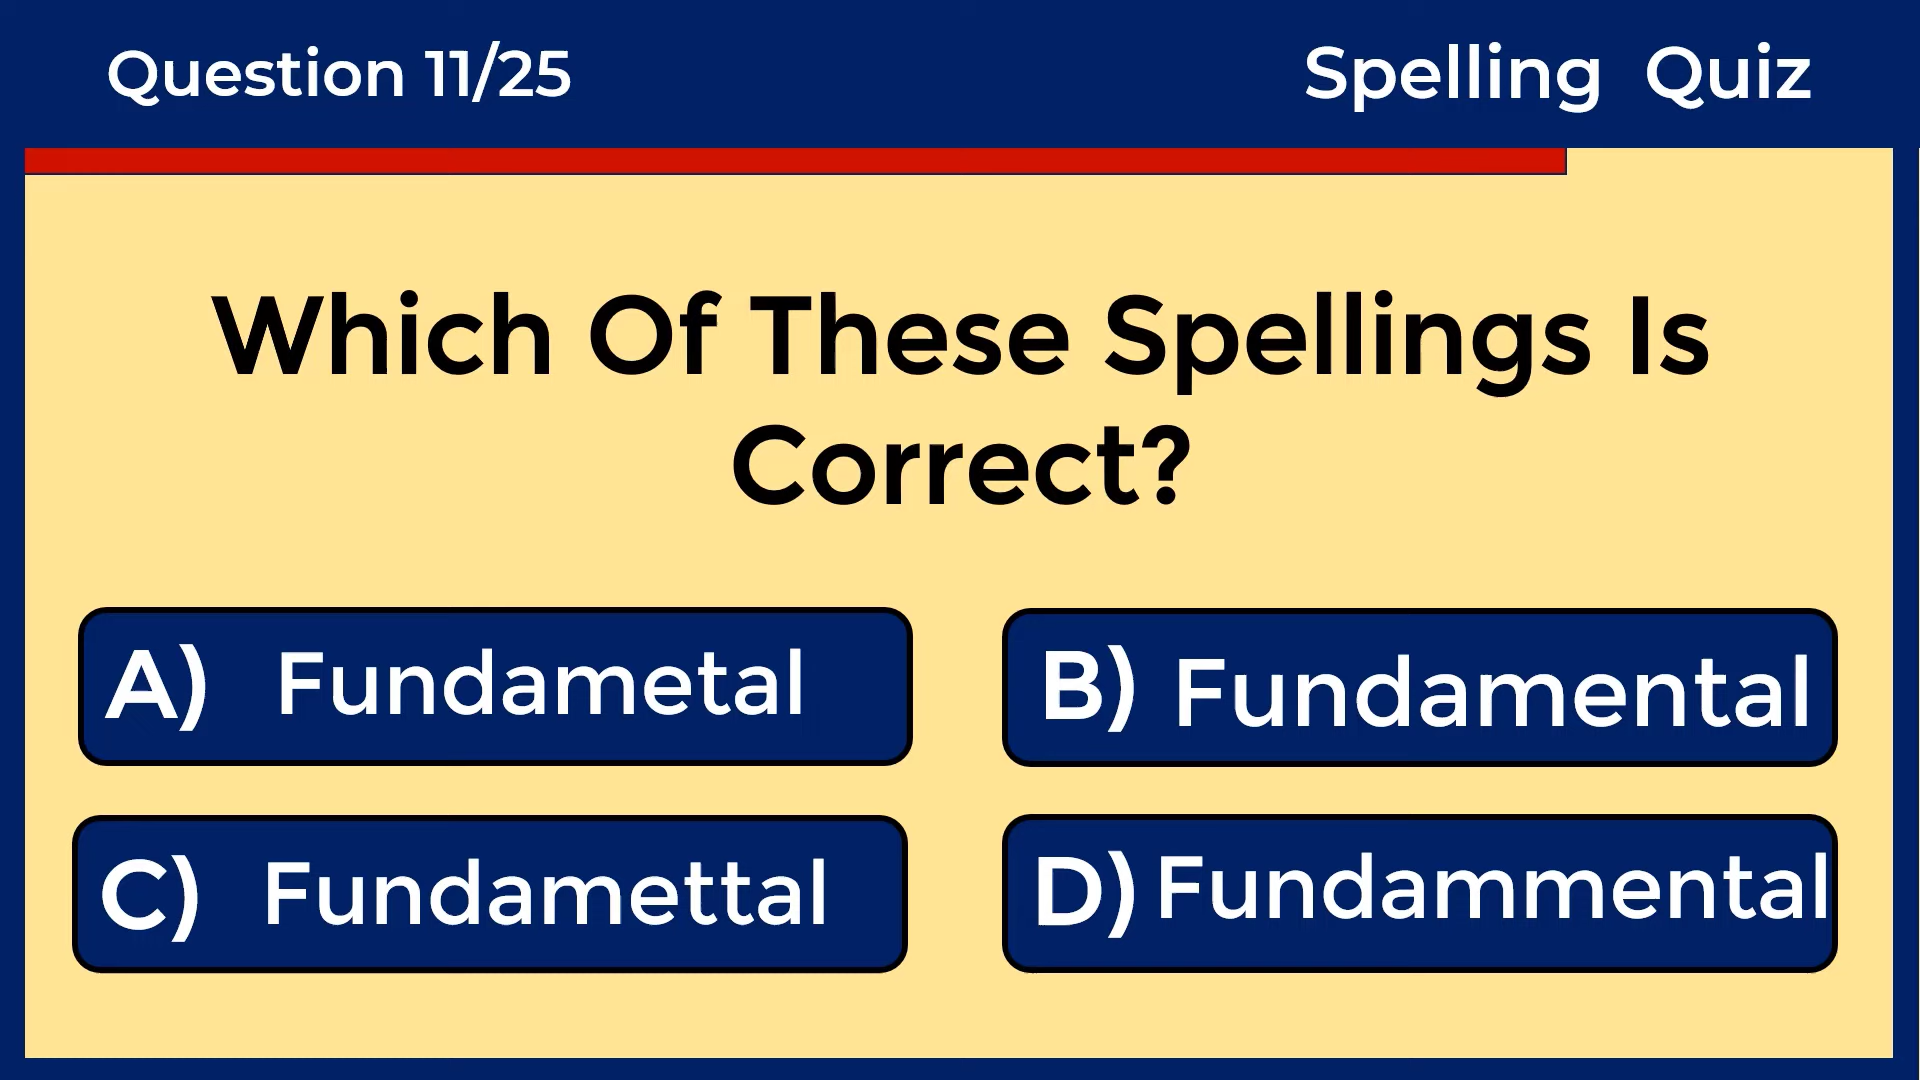 Question 11/25
Spelling Quiz
Which Of These Spellings Is
Correct?
A) Fundametal
B) Fundamental
C) Fundamettal
D) Fundammental